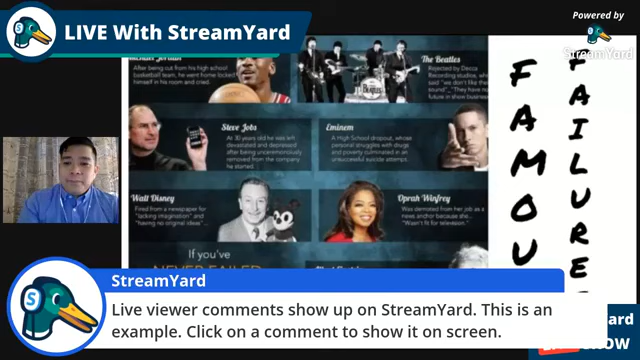 LIVE With StreamYard
Powered by
StreamYard
After being cut from his high school
basketball team, he went home locked
himself in his room and cried.
The Beatles
Rejected by Decca
Recording studios, who
said "we don't like their
sound", "They have no
future in show business
Steve Jobs
At 30 years old he was left
devastated and depressed
after being unceremoniously
removed from the company
he started.
Eminem
A High School dropout, whose
personal struggles with drugs
and poverty culminated in an
unsuccessful suicide attempt.
Walt Disney
Fired from a newspaper for
"lacking imagination" and
"having no original ideas"
Oprah Winfrey
Was demoted from her job as a
news anchor because she...
"Wasn't fit for television."
If you've
FAMOU
FAILURE
StreamYard
Live viewer comments show up on StreamYard. This is an
example. Click on a comment to show it on screen.